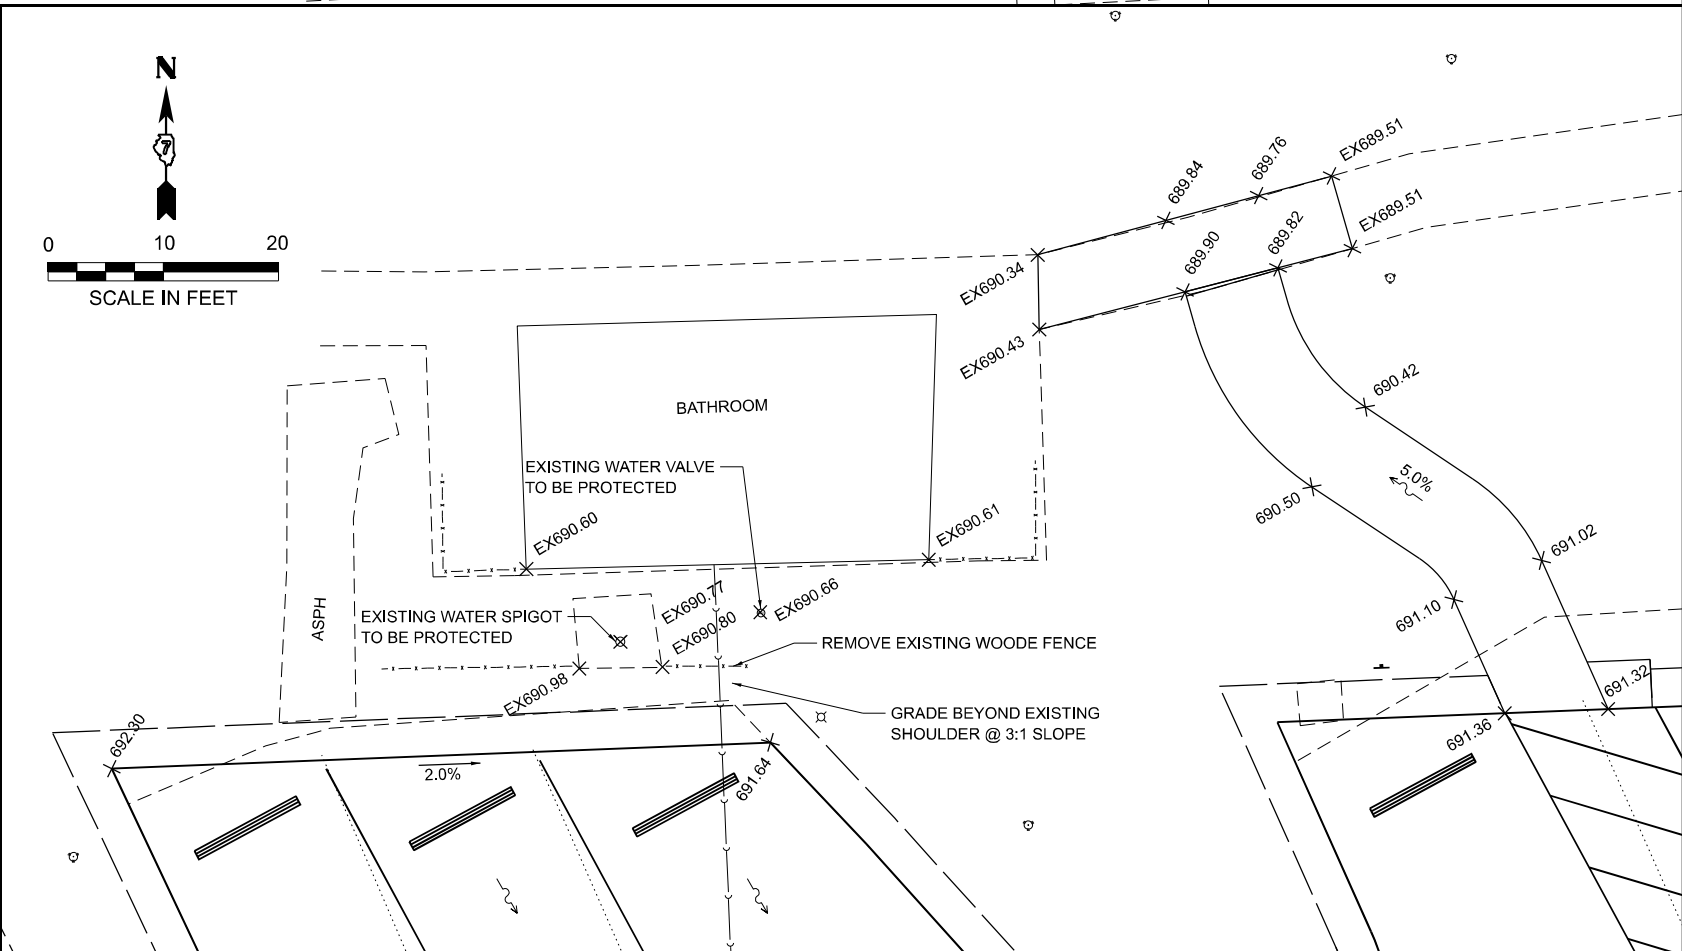 N
7
0 10 20
SCALE IN FEET
689.84
689.76
EX689.51
EX689.51
689.82
689.90
EX690.34
EX690.43
BATHROOM
690.42
EXISTING WATER VALVE
TO BE PROTECTED
5.0%
690.50
EX690.60
EX690.61
691.02
ASPH
EXISTING WATER SPIGOT
TO BE PROTECTED
EX690.77
EX690.80
EX690.66
691.10
REMOVE EXISTING WOODE FENCE
EX690.98
691.32
GRADE BEYOND EXISTING
SHOULDER @ 3:1 SLOPE
692.30
2.0%
691.64
691.36